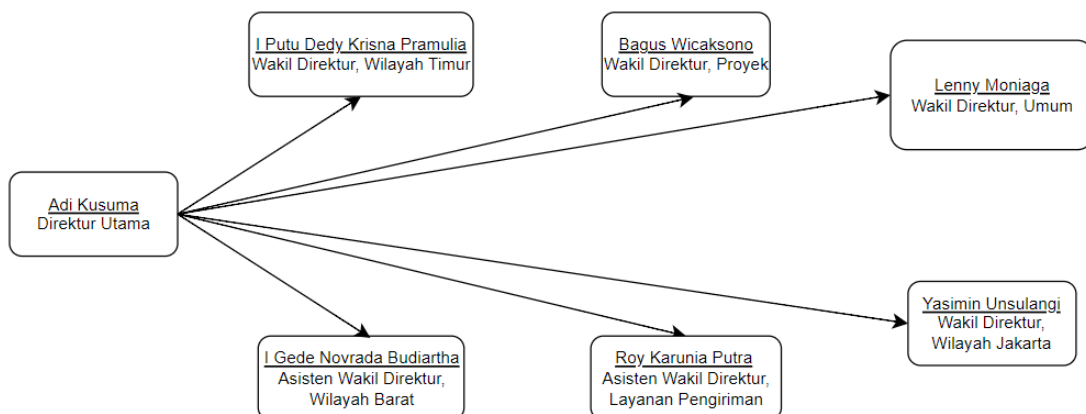 I Putu Dedy Krisna Pramulia
Wakil Direktur, Wilayah Timur
Bagus Wicaksono
Wakil Direktur, Proyek
Lenny Moniaga
Wakil Direktur, Umum
Adi Kusuma
Direktur Utama
I Gede Novrada Budiartha
Asisten Wakil Direktur,
Wilayah Barat
Roy Karunia Putra
Asisten Wakil Direktur,
Layanan Pengiriman
Yasimin Unsulangi
Wakil Direktur,
Wilayah Jakarta